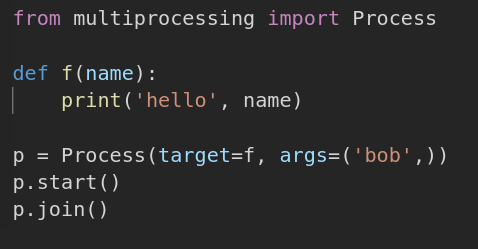 from multiprocessing import Process
def f(name):
    print('hello', name)
p = Process(target=f, args=('bob',))
p.start()
p.join()